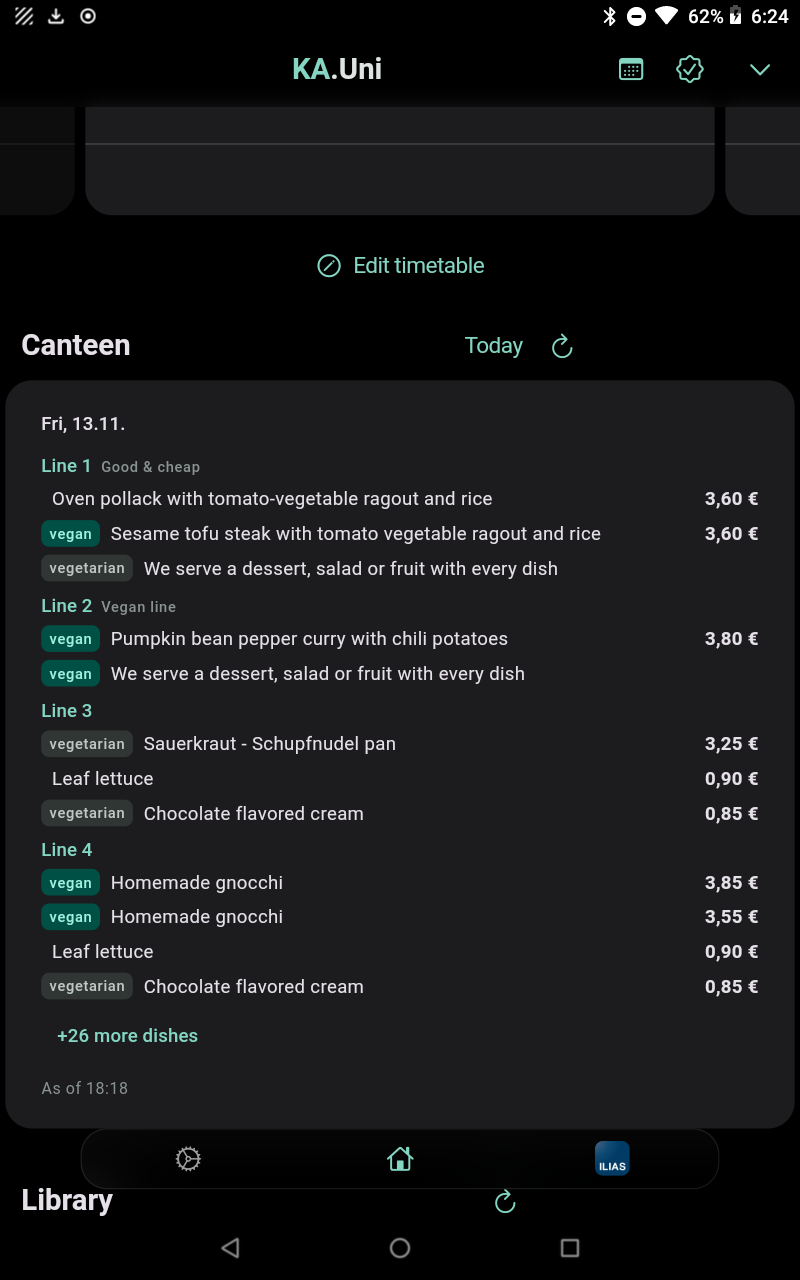 62% 6:24
KA.Uni
Edit timetable
Canteen Today
Fri, 13.11.
Line 1 Good & cheap
Oven pollack with tomato-vegetable ragout and rice 3,60 €
vegan Sesame tofu steak with tomato vegetable ragout and rice 3,60 €
vegetarian We serve a dessert, salad or fruit with every dish
Line 2 Vegan line
vegan Pumpkin bean pepper curry with chili potatoes 3,80 €
vegan We serve a dessert, salad or fruit with every dish
Line 3
vegetarian Sauerkraut - Schupfnudel pan 3,25 €
Leaf lettuce 0,90 €
vegetarian Chocolate flavored cream 0,85 €
Line 4
vegan Homemade gnocchi 3,85 €
vegan Homemade gnocchi 3,55 €
Leaf lettuce 0,90 €
vegetarian Chocolate flavored cream 0,85 €
+26 more dishes
As of 18:18
ILIAS
Library